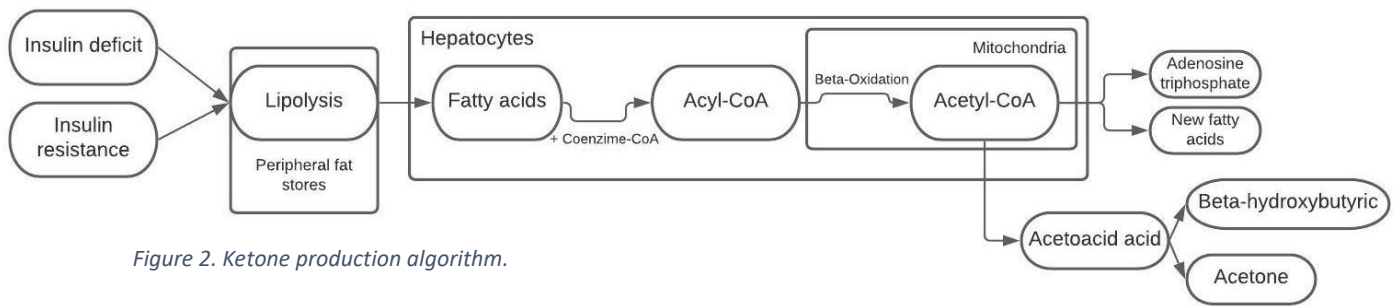 Insulin deficit
Insulin
resistance
Lipolysis
Peripheral fat
stores
Hepatocytes
Fatty acids
+ Coenzime-CoA
Acyl-CoA
Beta-Oxidation
Mitochondria
Acetyl-CoA
Adenosine
triphosphate
New fatty
acids
Acetoacid acid
Beta-hydroxybutyric
Acetone
Figure 2. Ketone production algorithm.